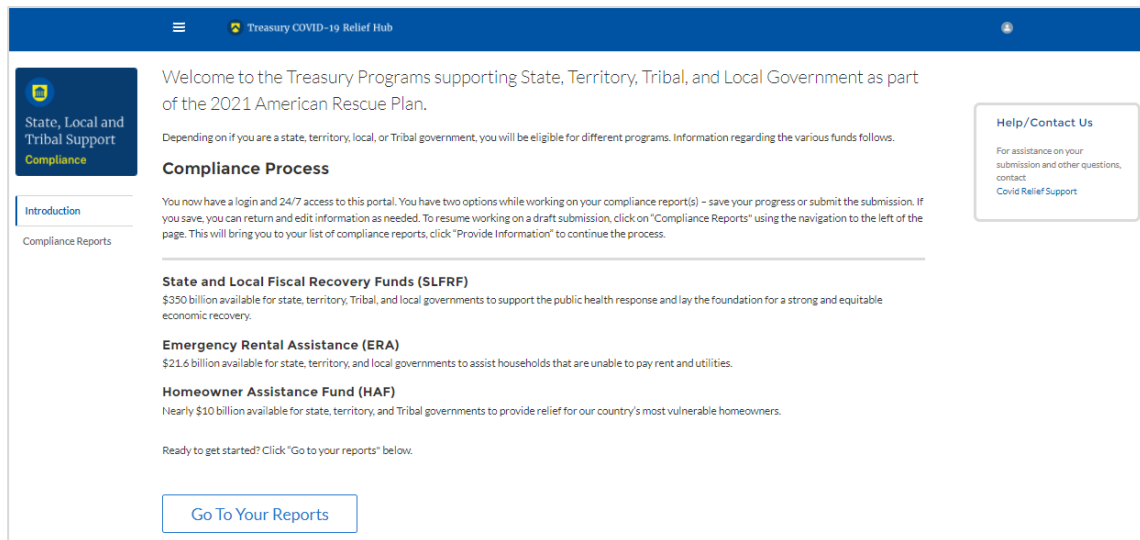 Treasury COVID-19 Relief Hub
State, Local and
Tribal Support
Compliance
Introduction
Compliance Reports
Welcome to the Treasury Programs supporting State, Territory, Tribal, and Local Government as part
of the 2021 American Rescue Plan.
Depending on if you are a state, territory, local, or Tribal government, you will be eligible for different programs. Information regarding the various funds follows.
Compliance Process
You now have a login and 24/7 access to this portal. You have two options while working on your compliance report(s) – save your progress or submit the submission. If
you save, you can return and edit information as needed. To resume working on a draft submission, click on "Compliance Reports" using the navigation to the left of the
page. This will bring you to your list of compliance reports, click "Provide Information" to continue the process.
State and Local Fiscal Recovery Funds (SLFRF)
$350 billion available for state, territory, Tribal, and local governments to support the public health response and lay the foundation for a strong and equitable
economic recovery.
Emergency Rental Assistance (ERA)
$21.6 billion available for state, territory, and local governments to assist households that are unable to pay rent and utilities.
Homeowner Assistance Fund (HAF)
Nearly $10 billion available for state, territory, and Tribal governments to provide relief for our country's most vulnerable homeowners.
Ready to get started? Click "Go to your reports" below.
Go To Your Reports
Help/Contact Us
For assistance on your
submission and other questions,
contact
Covid Relief Support